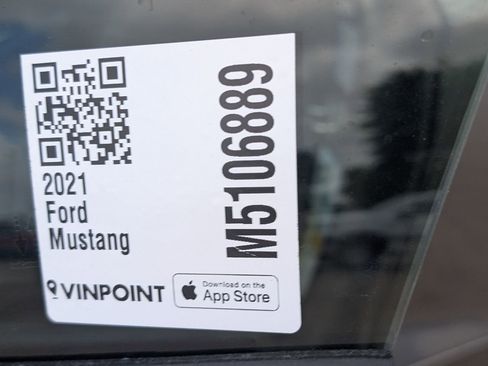 2021
Ford
Mustang
M5106889
VINPOINT
Download on the
App Store